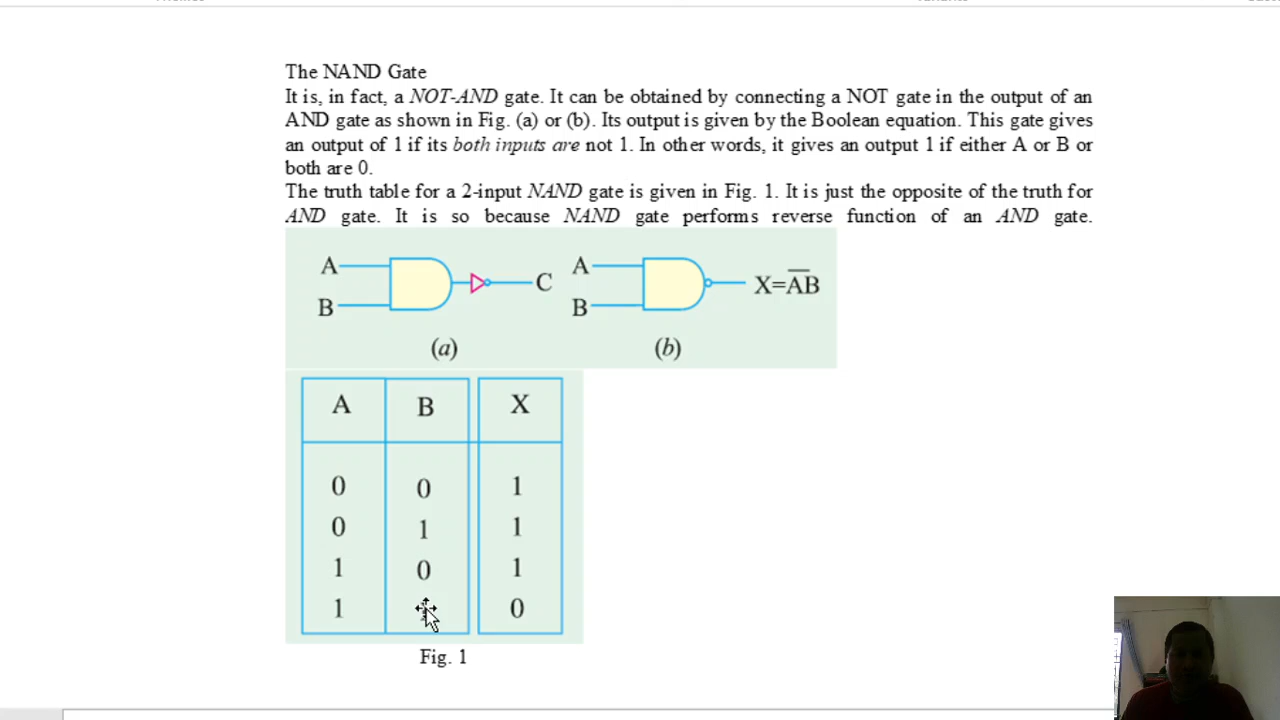 The NAND Gate
It is, in fact, a NOT-AND gate. It can be obtained by connecting a NOT gate in the output of an
AND gate as shown in Fig. (a) or (b). Its output is given by the Boolean equation. This gate gives
an output of 1 if its both inputs are not 1. In other words, it gives an output 1 if either A or B or
both are 0.
The truth table for a 2-input NAND gate is given in Fig. 1. It is just the opposite of the truth for
AND gate. It is so because NAND gate performs reverse function of an AND gate.
A
B
C
(a)
A
B
X=A̅B̅
(b)
A B X
0 0 1
0 1 1
1 0 1
1 0
Fig. 1